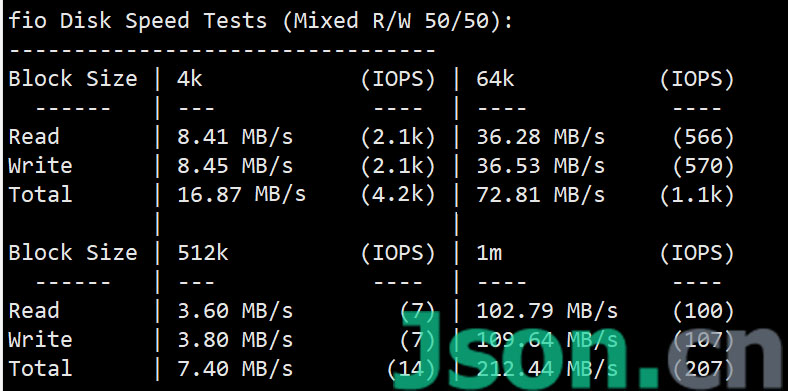 fio Disk Speed Tests (Mixed R/W 50/50):
---------------------------------
Block Size | 4k            (IOPS) | 64k           (IOPS)
  ------   | ---            ----  | ----           ----
Read       | 8.41 MB/s     (2.1k) | 36.28 MB/s     (566)
Write      | 8.45 MB/s     (2.1k) | 36.53 MB/s     (570)
Total      | 16.87 MB/s    (4.2k) | 72.81 MB/s    (1.1k)
           |                      |
Block Size | 512k          (IOPS) | 1m            (IOPS)
  ------   | ---            ----  | ----           ----
Read       | 3.60 MB/s        (7) | 102.79 MB/s    (100)
Write      | 3.80 MB/s        (7) | 109.64 MB/s    (107)
Total      | 7.40 MB/s       (14) | 212.44 MB/s    (207)
Json.cn